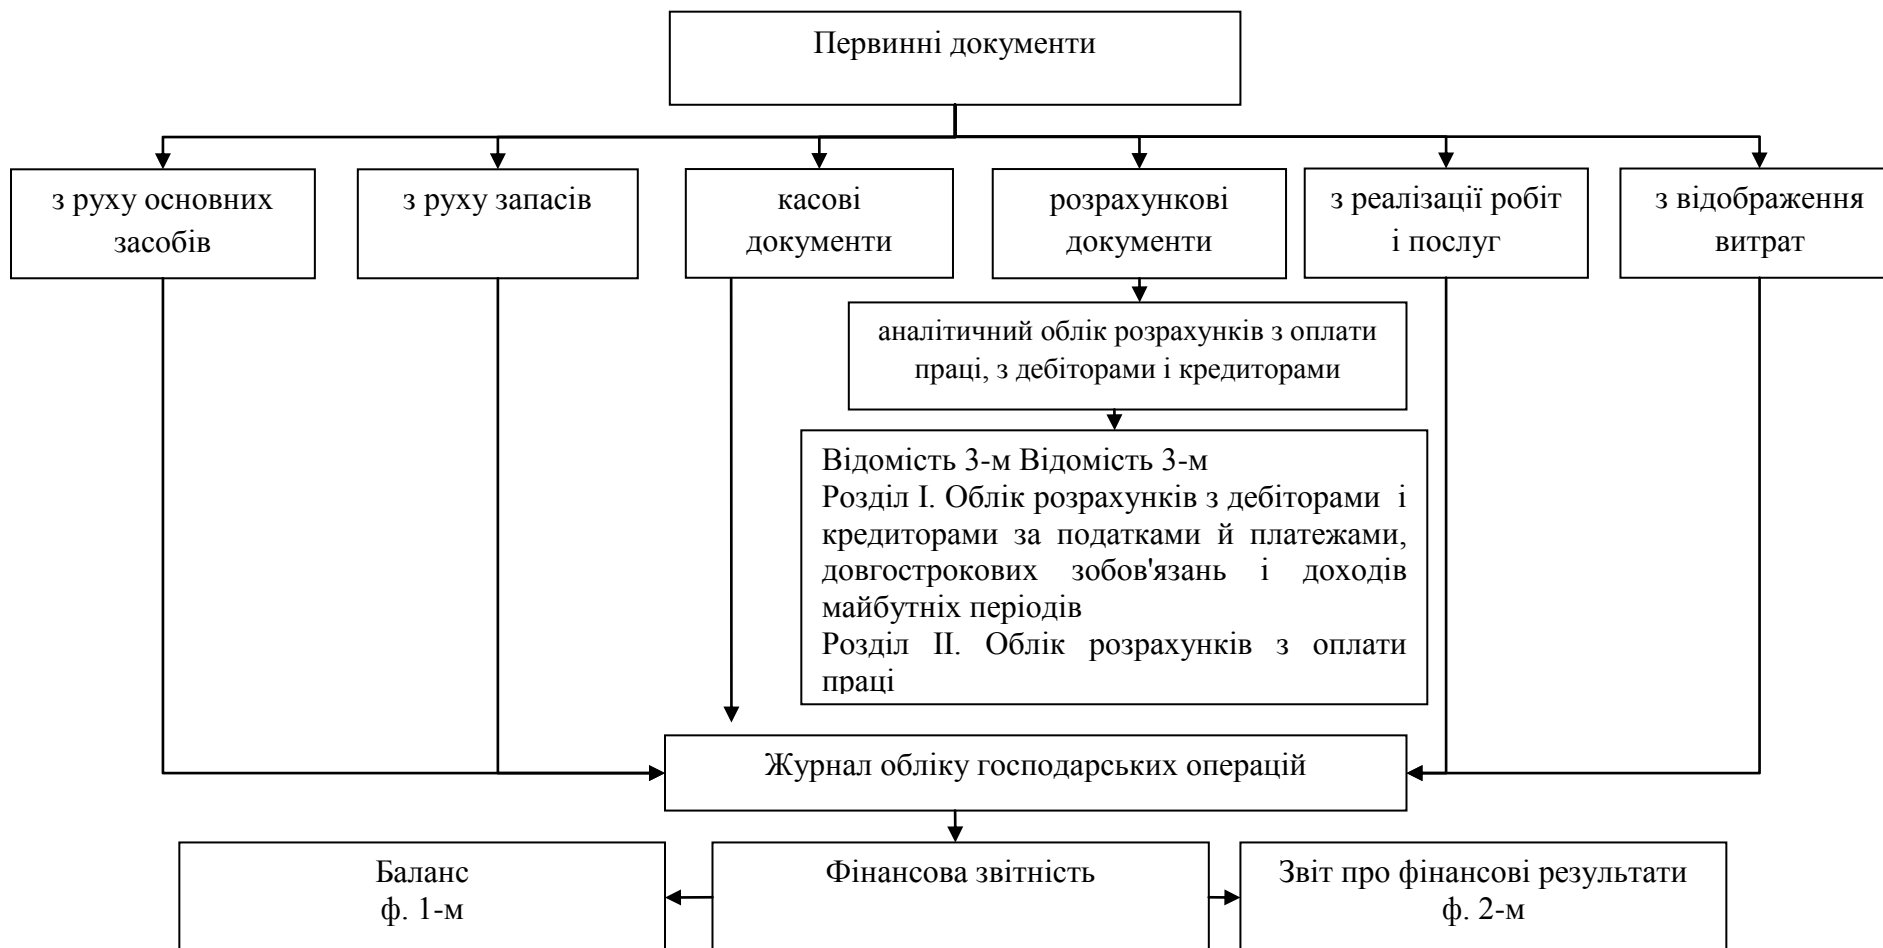 Первинні документи
з руху основних
засобів
з руху запасів
касові
документи
розрахункові
документи
з реалізації робіт
і послуг
з відображення
витрат
аналітичний облік розрахунків з оплати
праці, з дебіторами і кредиторами
Відомість 3-м Відомість 3-м
Розділ І. Облік розрахунків з дебіторами і
кредиторами за податками й платежами,
довгострокових зобов'язань і доходів
майбутніх періодів
Розділ ІІ. Облік розрахунків з оплати
праці
Журнал обліку господарських операцій
Баланс
ф. 1-м
Фінансова звітність
Звіт про фінансові результати
ф. 2-м